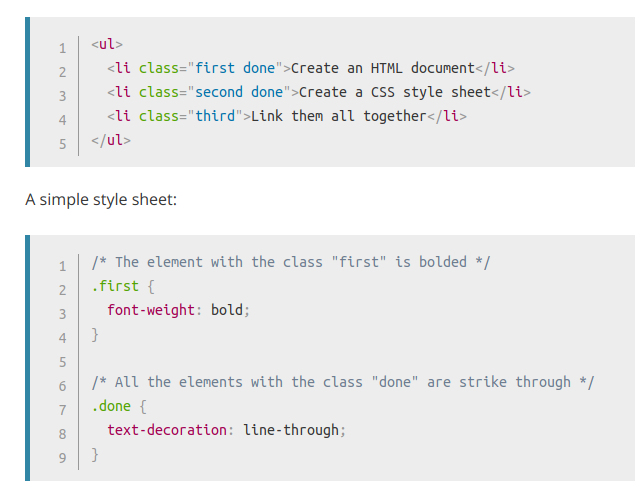 1 <ul>
2   <li class="first done">Create an HTML document</li>
3   <li class="second done">Create a CSS style sheet</li>
4   <li class="third">Link them all together</li>
5 </ul>
A simple style sheet:
1 /* The element with the class "first" is bolded */
2 .first {
3   font-weight: bold;
4 }
5
6 /* All the elements with the class "done" are strike through */
7 .done {
8   text-decoration: line-through;
9 }